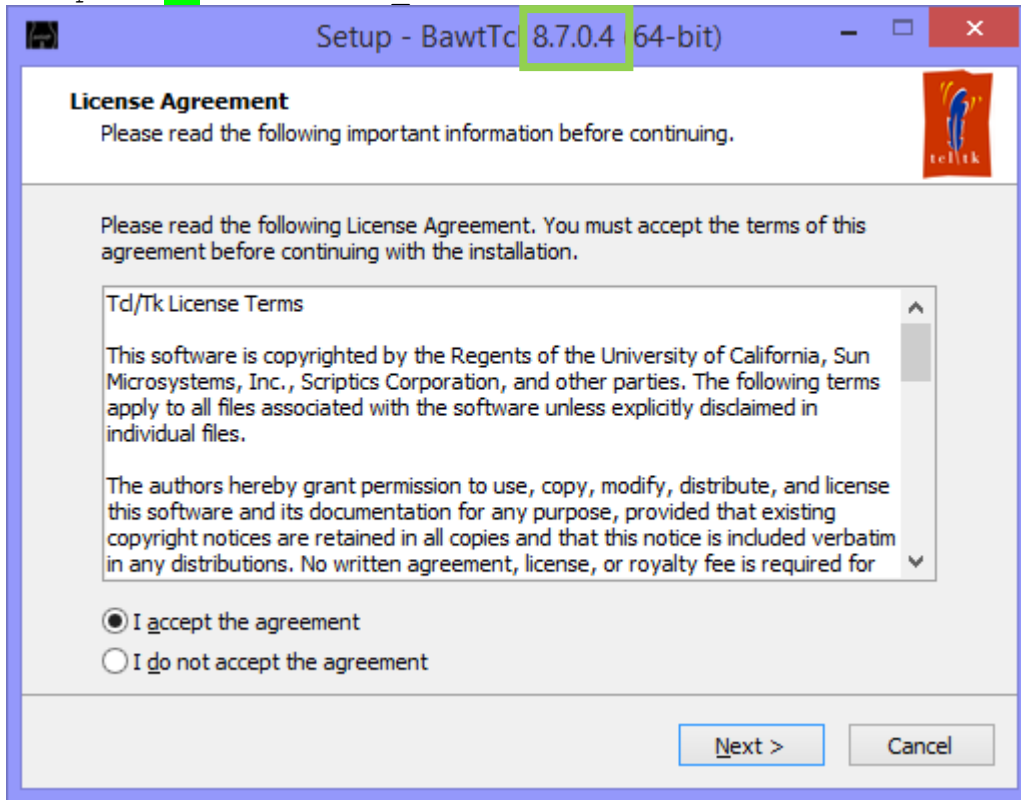 Setup - BawtTcl 8.7.0.4 (64-bit)
License Agreement
Please read the following important information before continuing.
tcl\tk
Please read the following License Agreement. You must accept the terms of this
agreement before continuing with the installation.
Tcl/Tk License Terms
This software is copyrighted by the Regents of the University of California, Sun
Microsystems, Inc., Scriptics Corporation, and other parties. The following terms
apply to all files associated with the software unless explicitly disclaimed in
individual files.
The authors hereby grant permission to use, copy, modify, distribute, and license
this software and its documentation for any purpose, provided that existing
copyright notices are retained in all copies and that this notice is included verbatim
in any distributions. No written agreement, license, or royalty fee is required for
I accept the agreement
I do not accept the agreement
Next >
Cancel